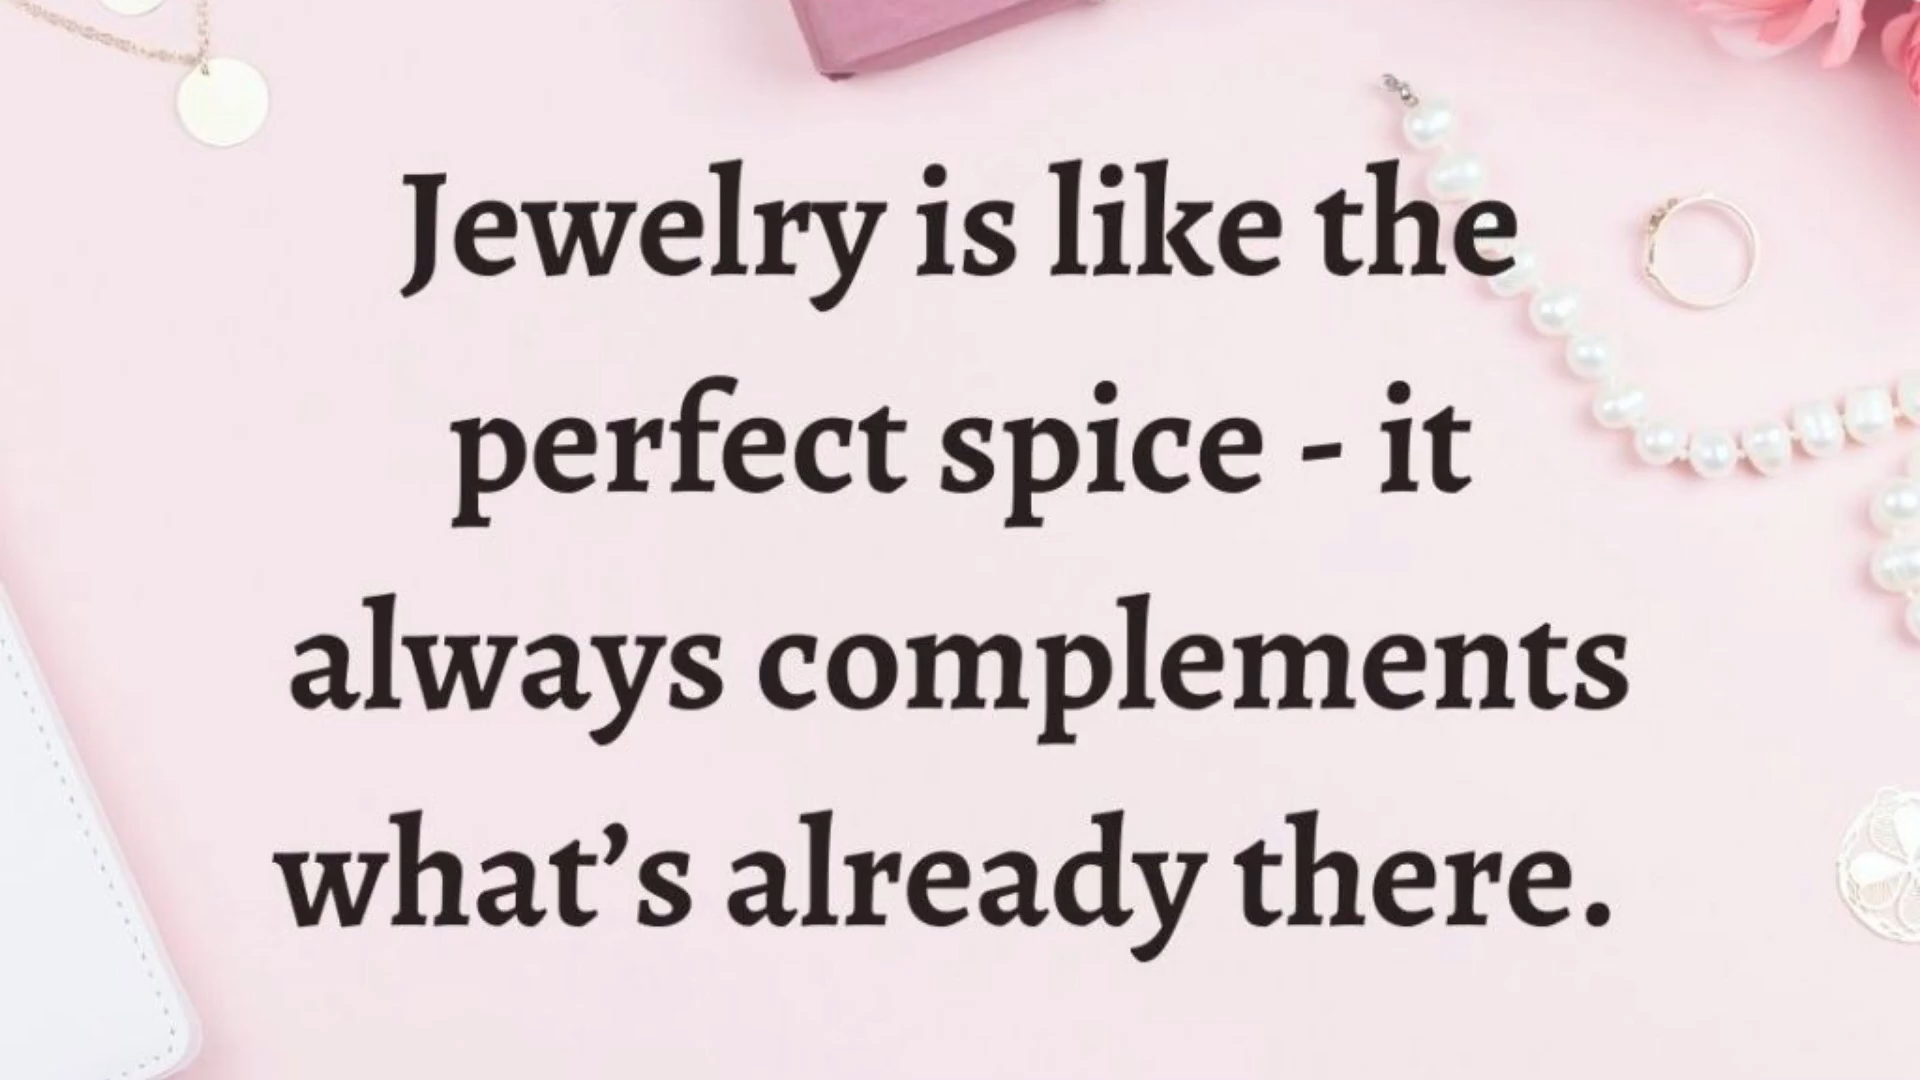 Jewelry is like the
perfect spice - it
always complements
what’s already there.